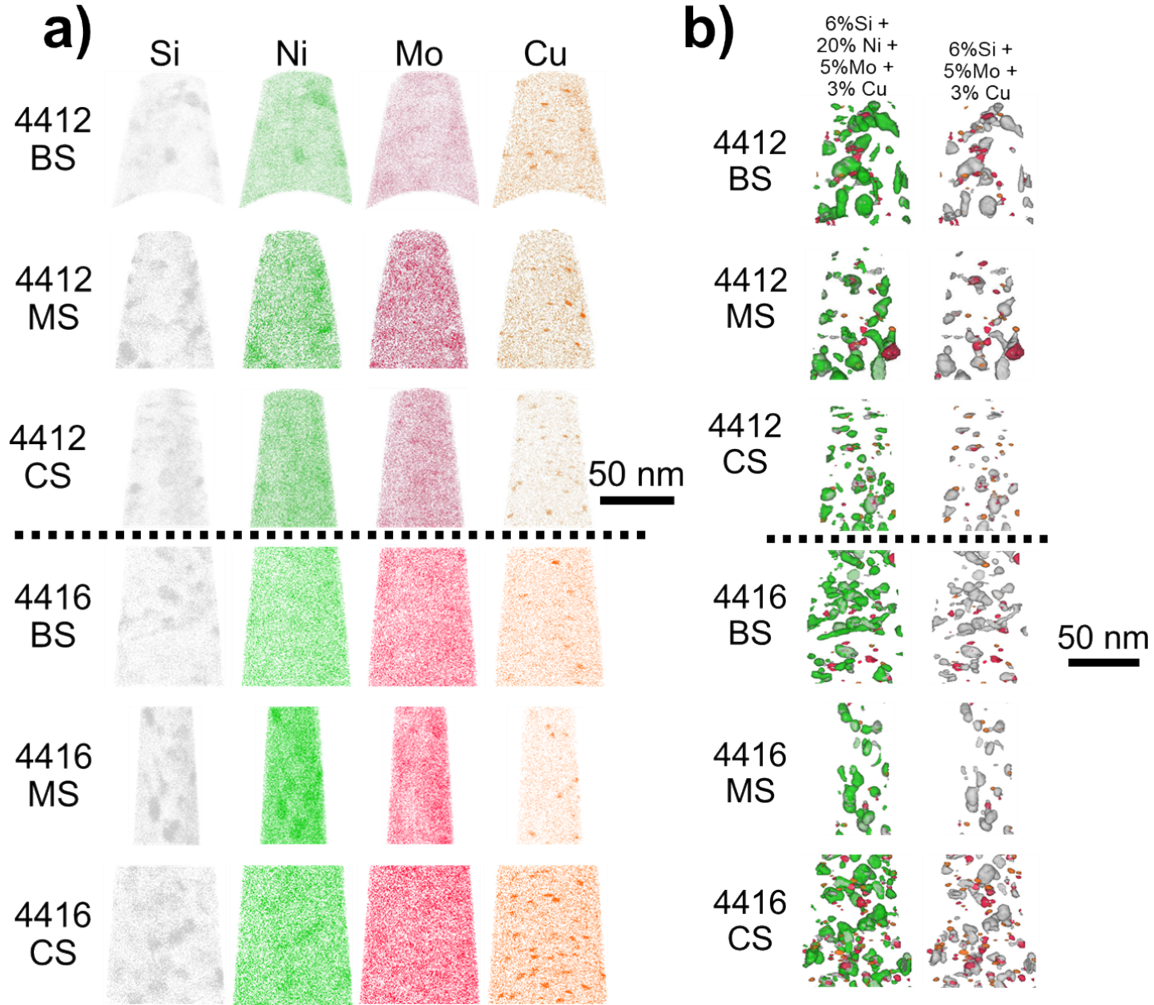 a)
Si Ni Mo Cu
4412
BS
4412
MS
4412
CS
50 nm
4416
BS
4416
MS
4416
CS
b)
6%Si +
20% Ni +
5%Mo +
3% Cu
6%Si +
5%Mo +
3% Cu
4412
BS
4412
MS
4412
CS
4416
BS
50 nm
4416
MS
4416
CS